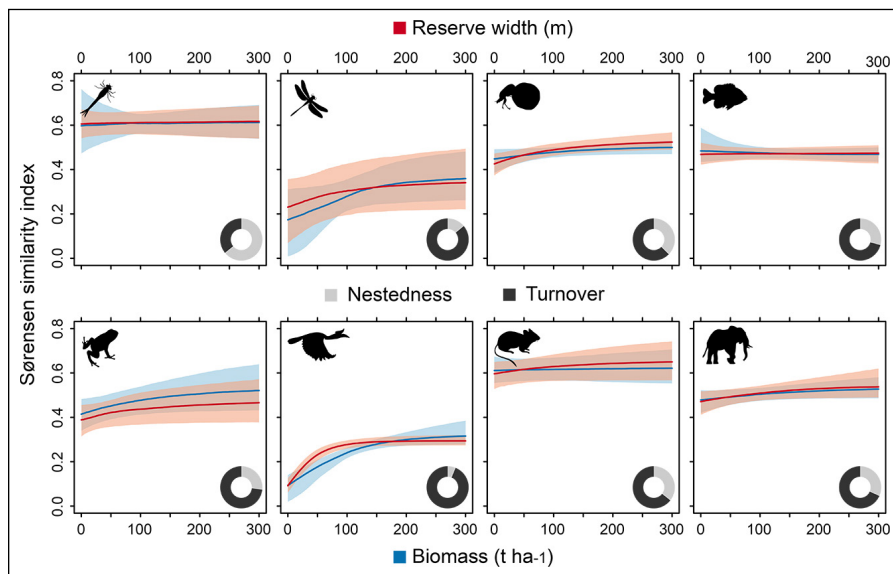 Reserve width (m)
0 100 200 300 0 100 200 300 0 100 200 300 0 100 200 300
0.8
0.6
0.4
0.2
0.0
Sørensen similarity index
Nestedness Turnover
0.8
0.6
0.4
0.2
0.0
0 100 200 300 0 100 200 300 0 100 200 300 0 100 200 300
Biomass (t ha-1)